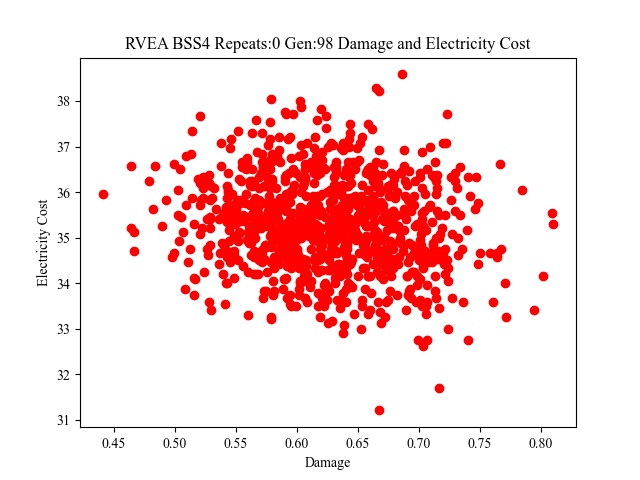 RVEA BSS4 Repeats:0 Gen:98 Damage and Electricity Cost
38
37
36
35
34
33
32
31
Electricity Cost
0.45 0.50 0.55 0.60 0.65 0.70 0.75 0.80
Damage